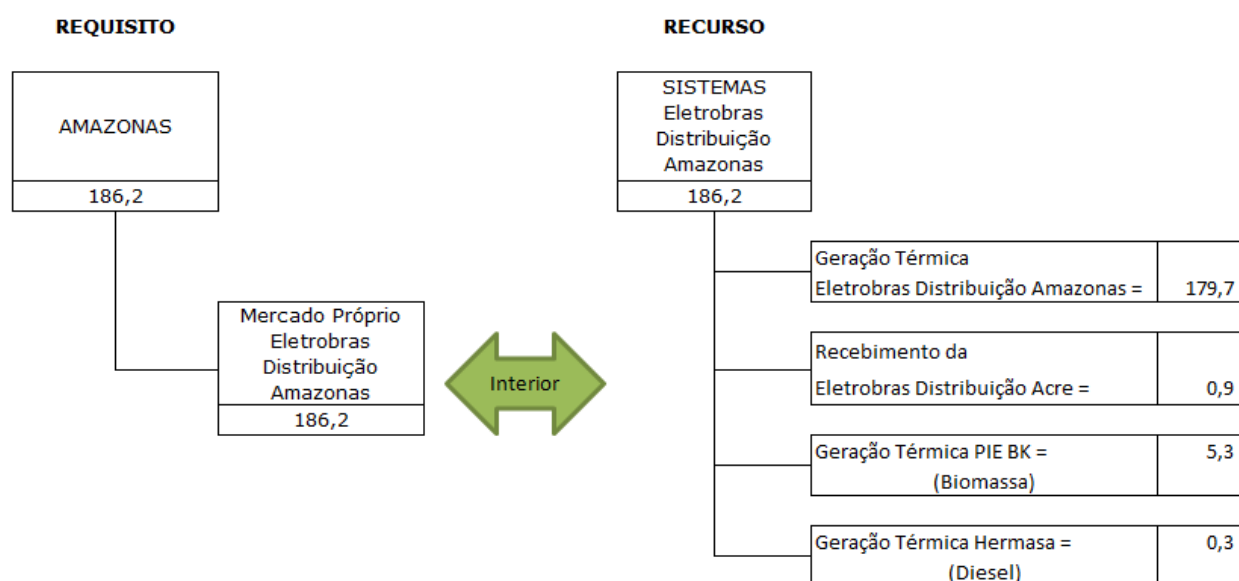 REQUISITO
RECURSO
AMAZONAS
186,2
SISTEMAS
Eletrobras
Distribuição
Amazonas
186,2
Mercado Próprio
Eletrobras
Distribuição
Amazonas
186,2
Interior
Geração Térmica
Eletrobras Distribuição Amazonas = 179,7
Recebimento da
Eletrobras Distribuição Acre = 0,9
Geração Térmica PIE BK = 5,3
(Biomassa)
Geração Térmica Hermasa = 0,3
(Diesel)